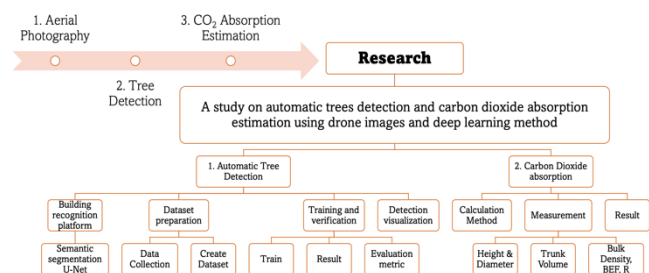 1. Aerial
Photography
3. CO₂ Absorption
Estimation
2. Tree
Detection
Research
A study on automatic trees detection and carbon dioxide absorption
estimation using drone images and deep learning method
1. Automatic Tree
Detection
2. Carbon Dioxide
absorption
Building
recognition
platform
Dataset
preparation
Training and
verification
Detection
visualization
Calculation
Method
Measurement
Result
Semantic
segmentation
U-Net
Data
Collection
Create
Dataset
Train
Result
Evaluation
metric
Height &
Diameter
Trunk
Volume
Bulk
Density,
BEF, R